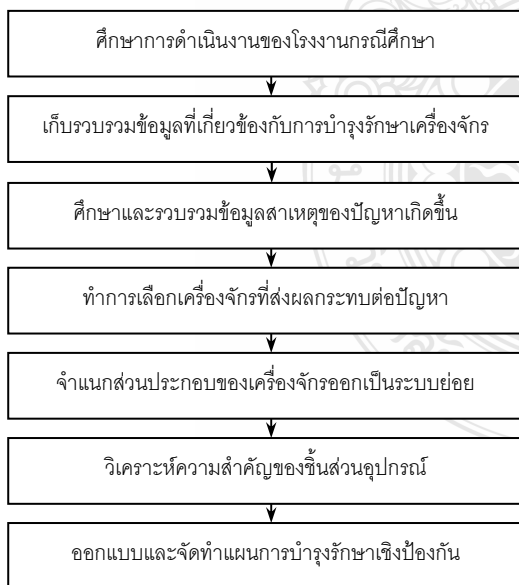 ศึกษาการดำเนินงานของโรงงานกรณีศึกษา
เก็บรวบรวมข้อมูลที่เกี่ยวข้องกับการบำรุงรักษาเครื่องจักร
ศึกษาและรวบรวมข้อมูลสาเหตุของปัญหาเกิดขึ้น
ทำการเลือกเครื่องจักรที่ส่งผลกระทบต่อปัญหา
จำแนกส่วนประกอบของเครื่องจักรออกเป็นระบบย่อย
วิเคราะห์ความสำคัญของชิ้นส่วนอุปกรณ์
ออกแบบและจัดทำแผนการบำรุงรักษาเชิงป้องกัน